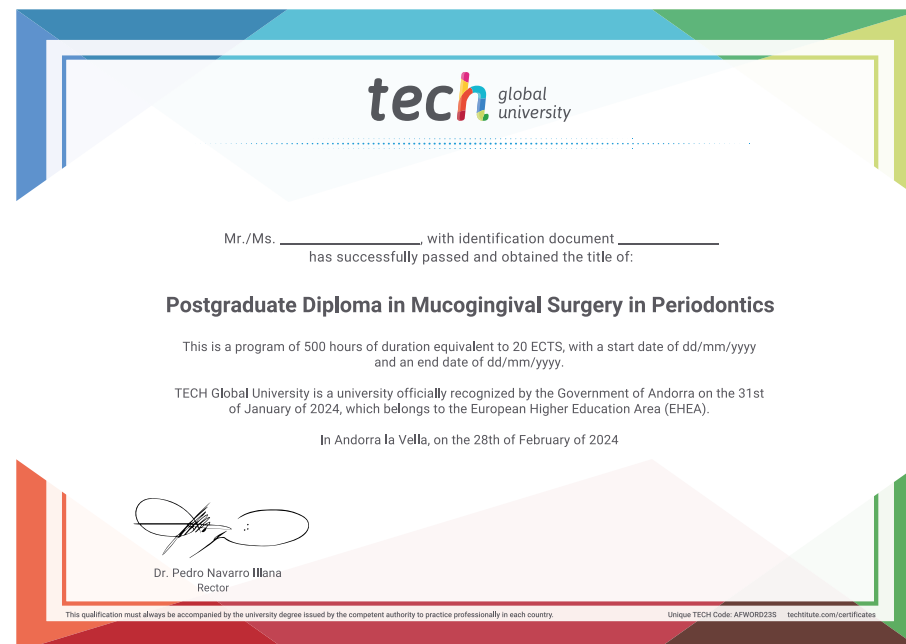 tech global university
Mr./Ms. ____________, with identification document ____________
has successfully passed and obtained the title of:
Postgraduate Diploma in Mucogingival Surgery in Periodontics
This is a program of 500 hours of duration equivalent to 20 ECTS, with a start date of dd/mm/yyyy
and an end date of dd/mm/yyyy.
TECH Global University is a university officially recognized by the Government of Andorra on the 31st
of January of 2024, which belongs to the European Higher Education Area (EHEA).
In Andorra la Vella, on the 28th of February of 2024
Dr. Pedro Navarro Illana
Rector
This qualification must always be accompanied by the university degree issued by the competent authority to practice professionally in each country.
Unique TECH Code: AFWORD23S techtitute.com/certificates